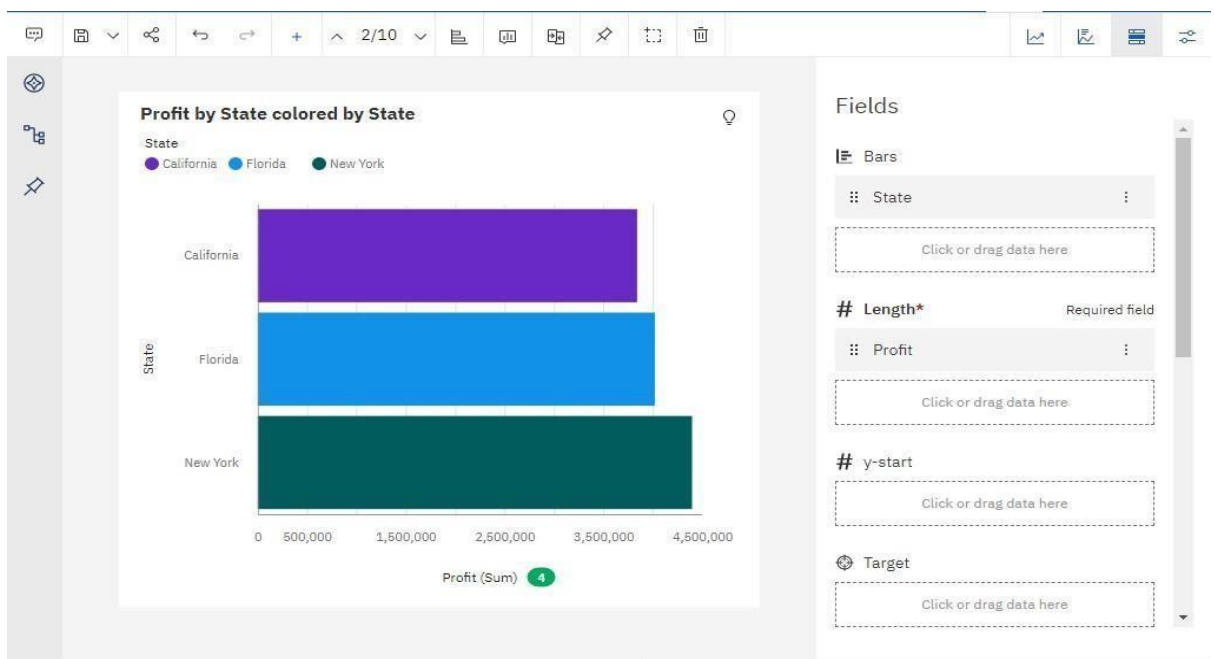 2/10
Profit by State colored by State
State
California Florida New York
California
Florida
New York
State
0 500,000 1,500,000 2,500,000 3,500,000 4,500,000
Profit (Sum) 4
Fields
Bars
State
Click or drag data here
# Length* Required field
Profit
Click or drag data here
# y-start
Click or drag data here
Target
Click or drag data here